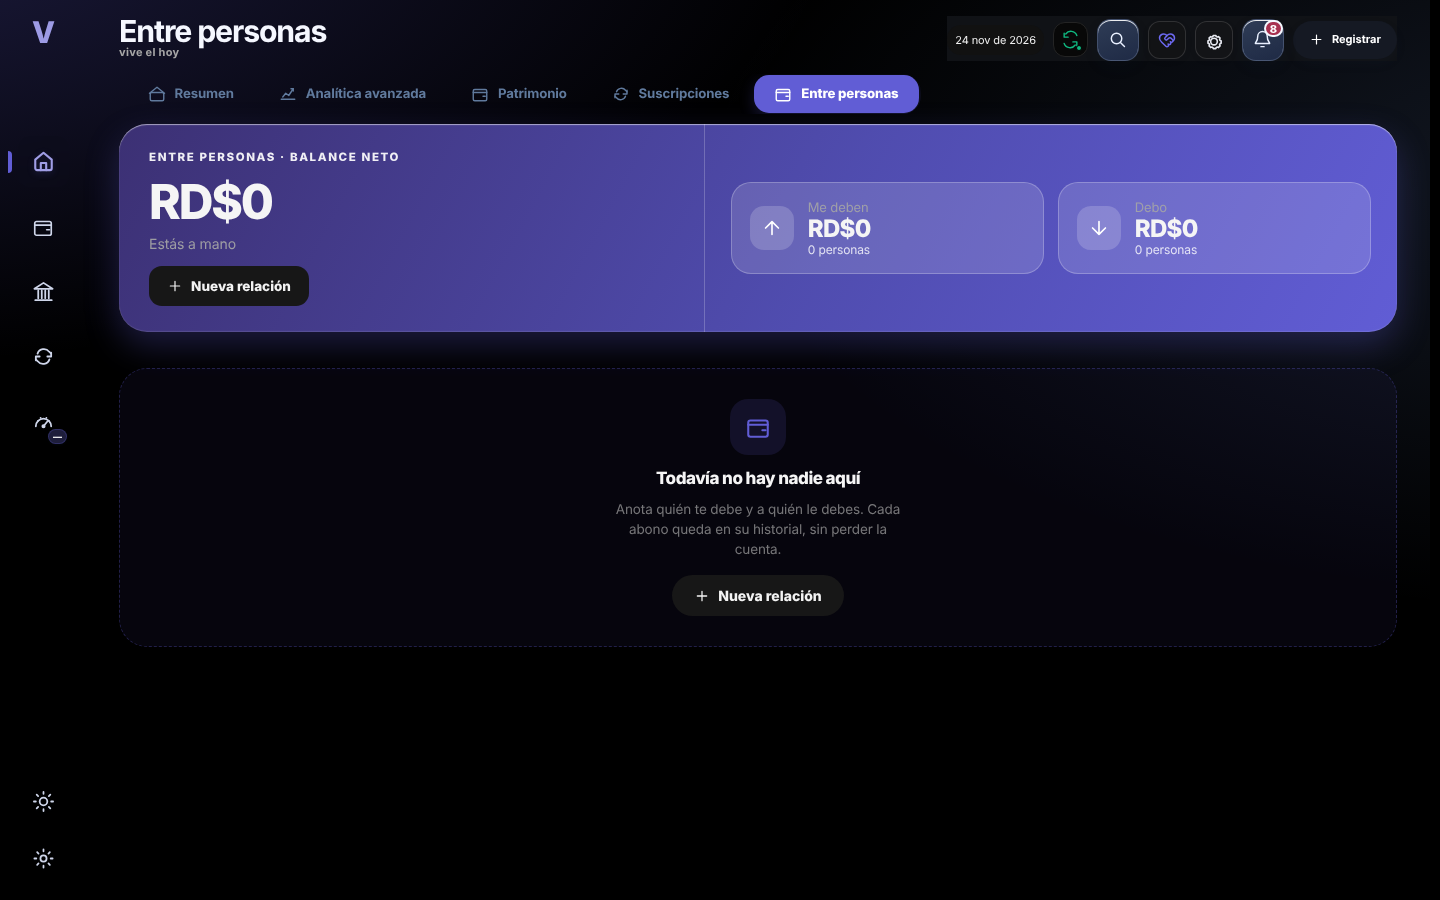 V
Entre personas
vive el hoy
24 nov de 2026
8
Registrar
Resumen
Analítica avanzada
Patrimonio
Suscripciones
Entre personas
ENTRE PERSONAS · BALANCE NETO
RD$0
Estás a mano
Nueva relación
Me deben
RD$0
0 personas
Debo
RD$0
0 personas
Todavía no hay nadie aquí
Anota quién te debe y a quién le debes. Cada
abono queda en su historial, sin perder la
cuenta.
Nueva relación